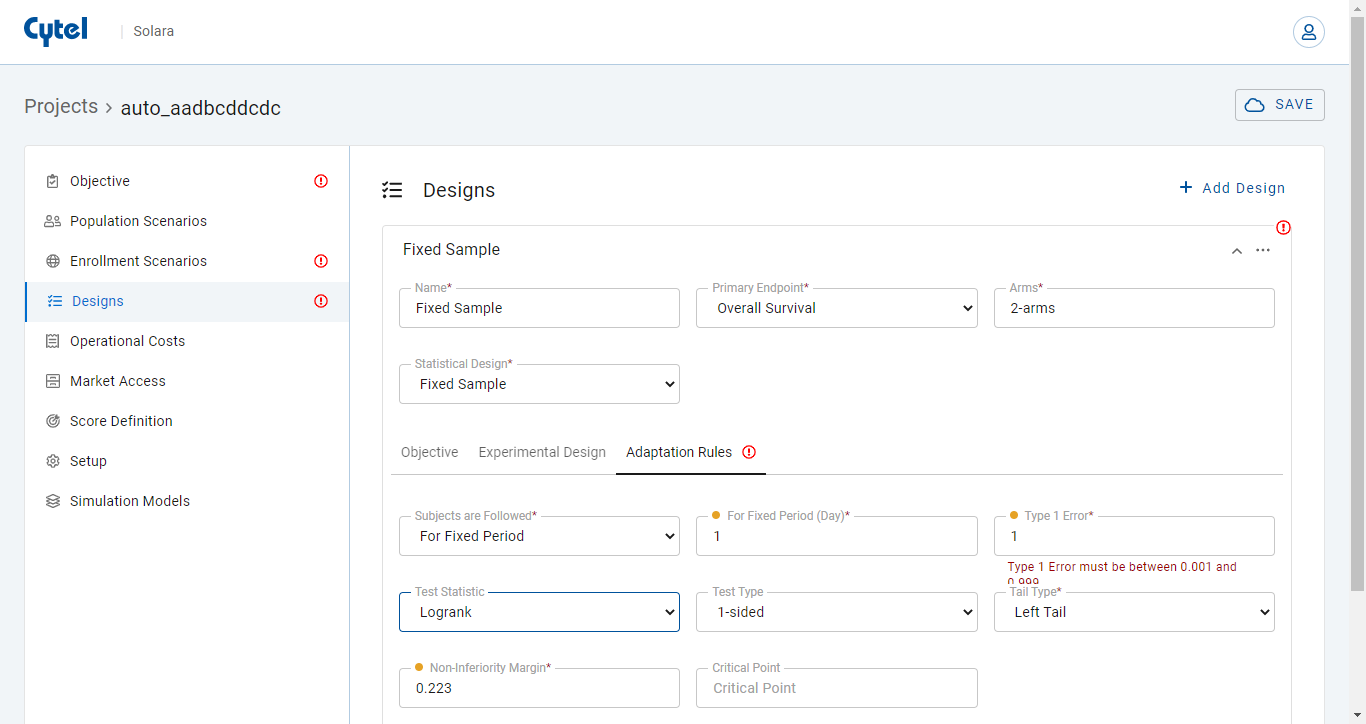 Cytel
Solara
Projects > auto_aadbcddcdc
SAVE
Objective
Population Scenarios
Enrollment Scenarios
Designs
Operational Costs
Market Access
Score Definition
Setup
Simulation Models
Designs
+ Add Design
Fixed Sample
Name* Primary Endpoint* Arms*
Fixed Sample Overall Survival 2-arms
Statistical Design*
Fixed Sample
Objective Experimental Design Adaptation Rules
Subjects are Followed* For Fixed Period (Day)* Type 1 Error*
For Fixed Period 1 1
Type 1 Error must be between 0.001 and
0.999
Test Statistic Test Type Tail Type*
Logrank 1-sided Left Tail
Non-Inferiority Margin* Critical Point
0.223 Critical Point